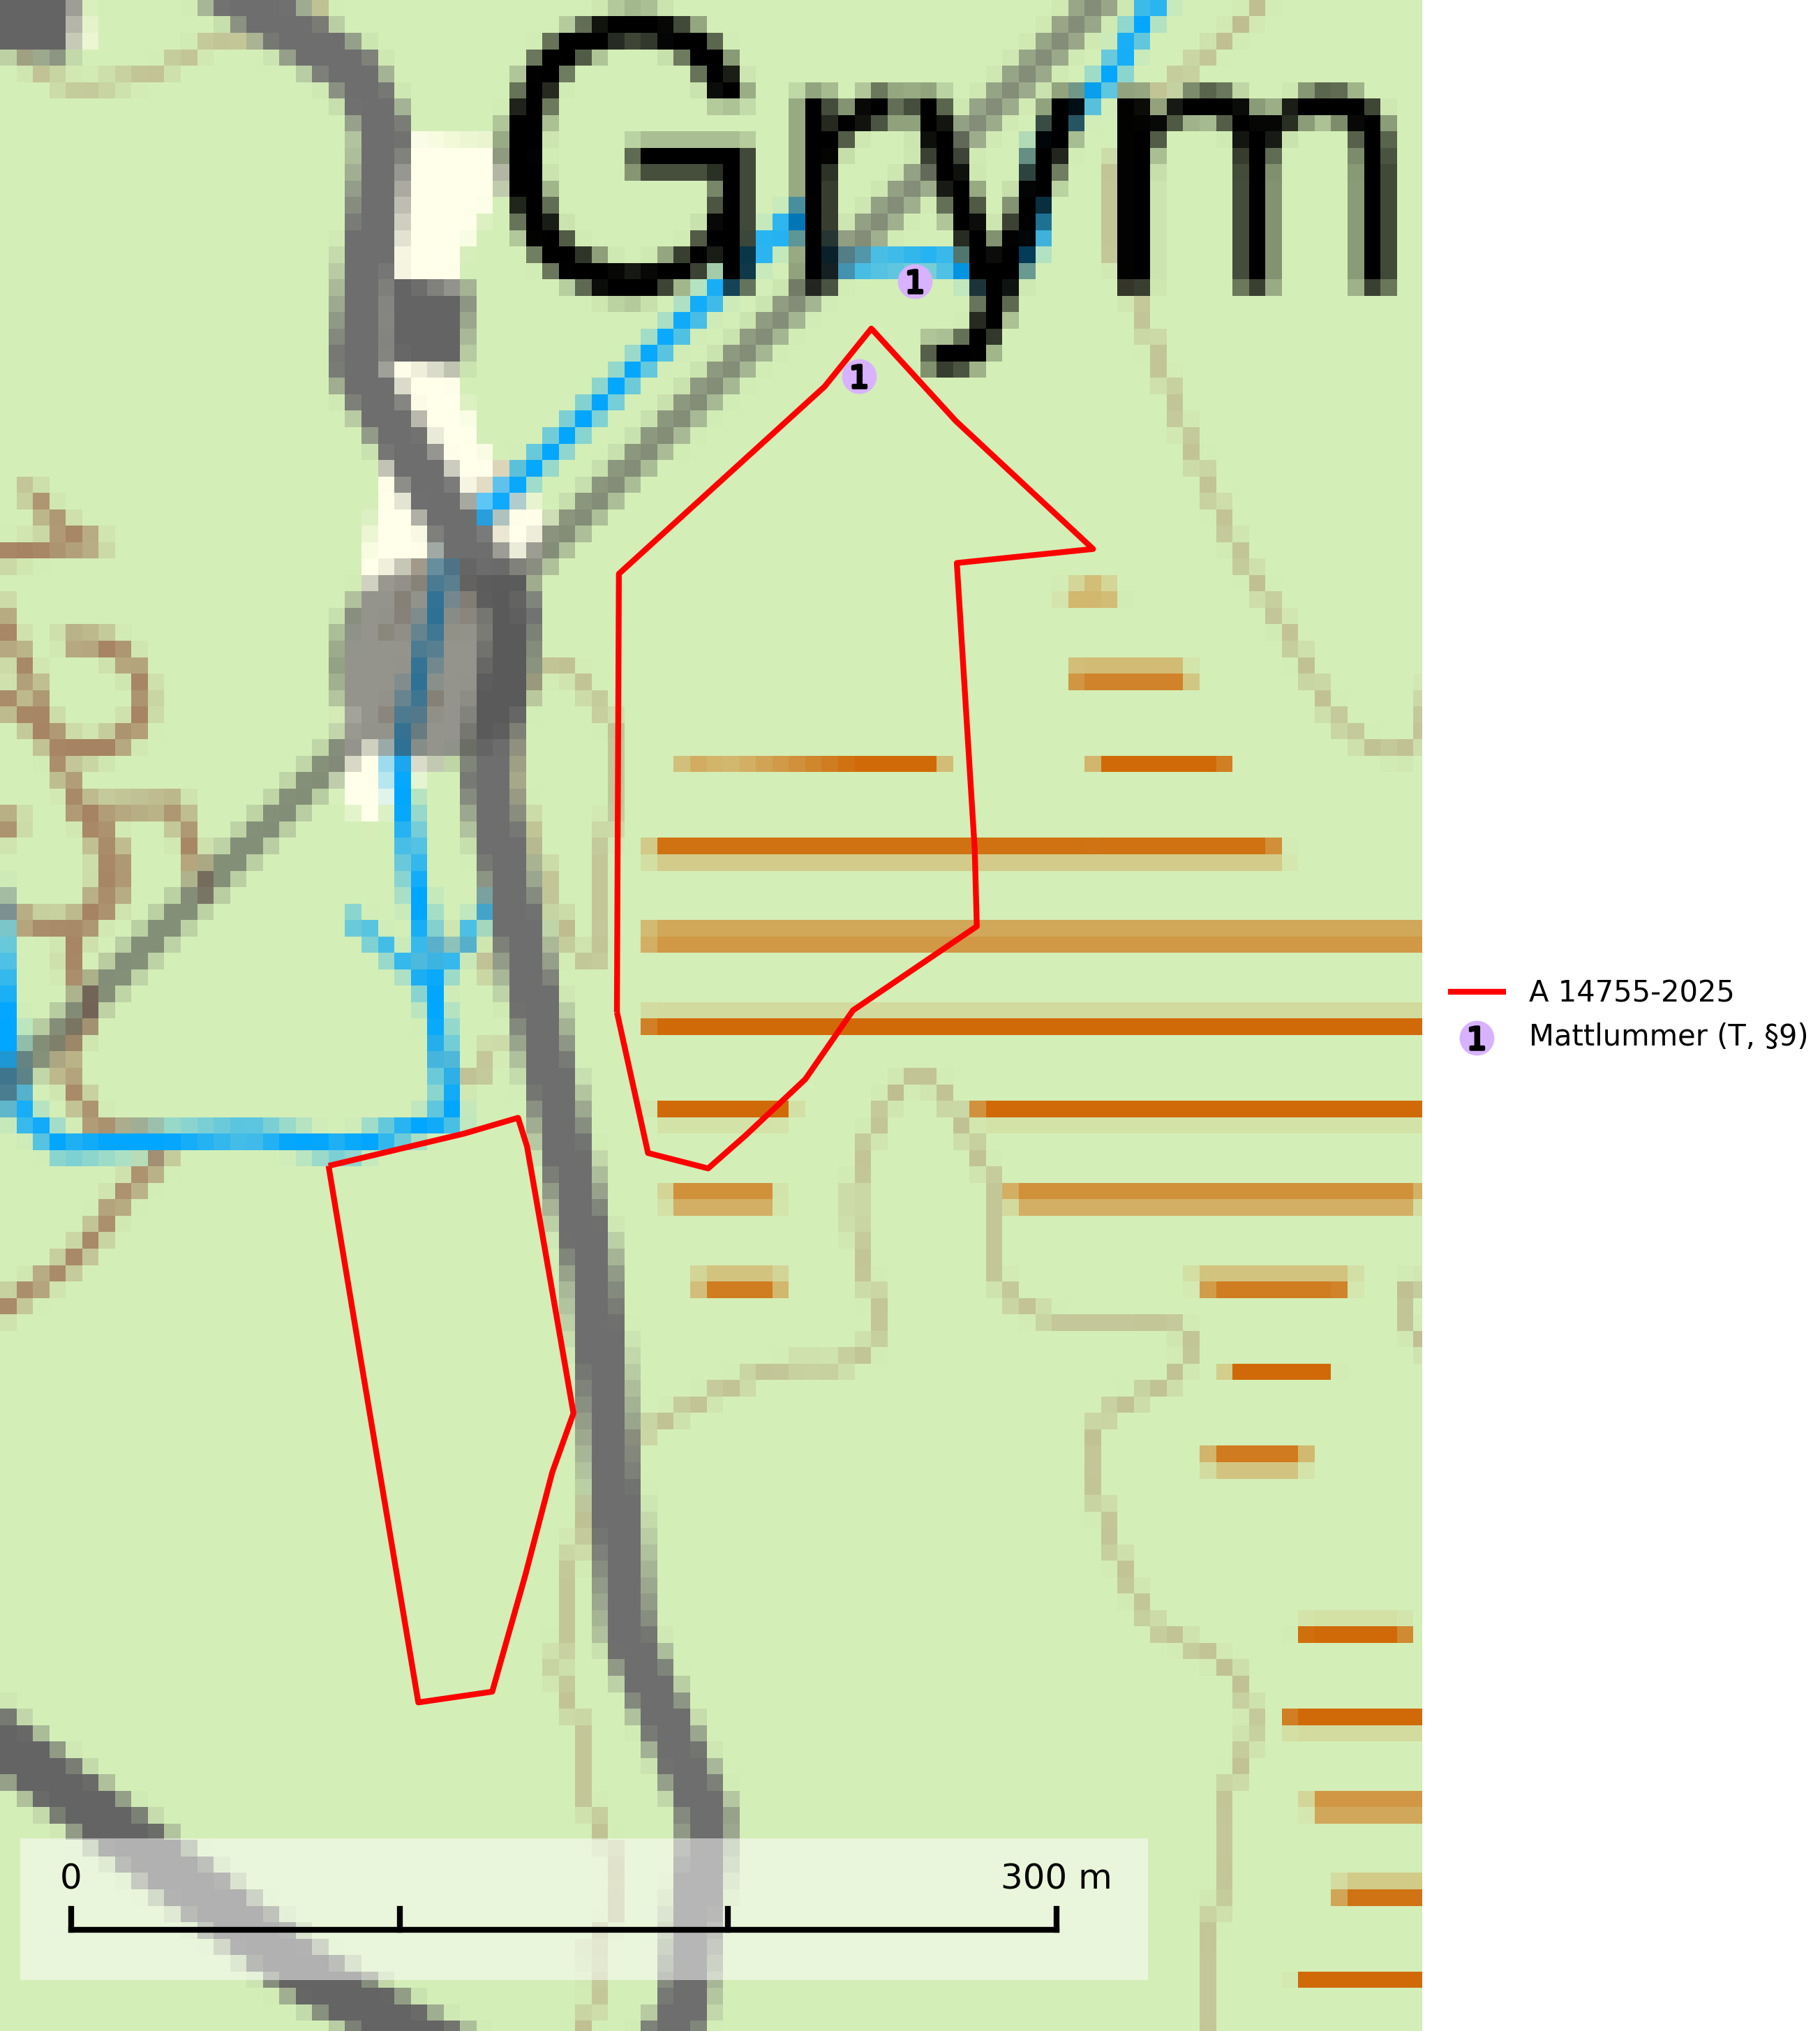 Grym
1
1
A 14755-2025
1 Mattlummer (T, §9)
0 300 m